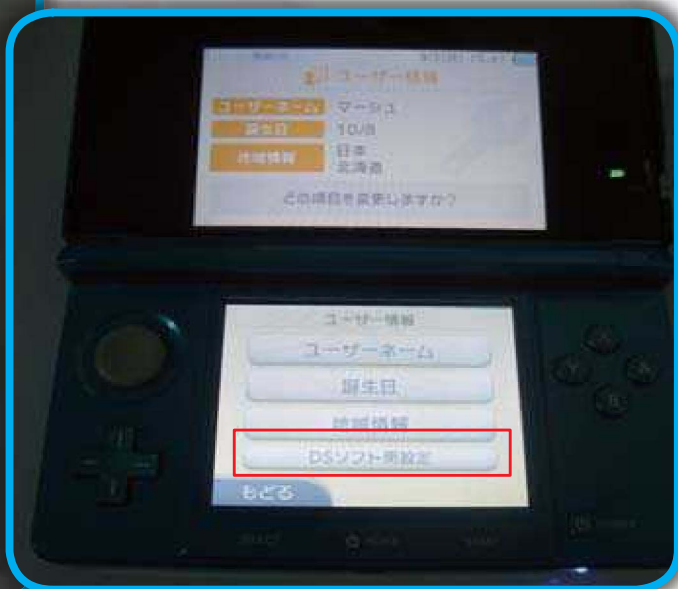 ユーザー情報
ユーザーネーム マーシュ
誕生日 10/8
地域情報 日本
北海道
どの項目を変更しますか?
ユーザー情報
ユーザーネーム
誕生日
地域情報
DSソフト用設定
もどる
SELECT HOME START